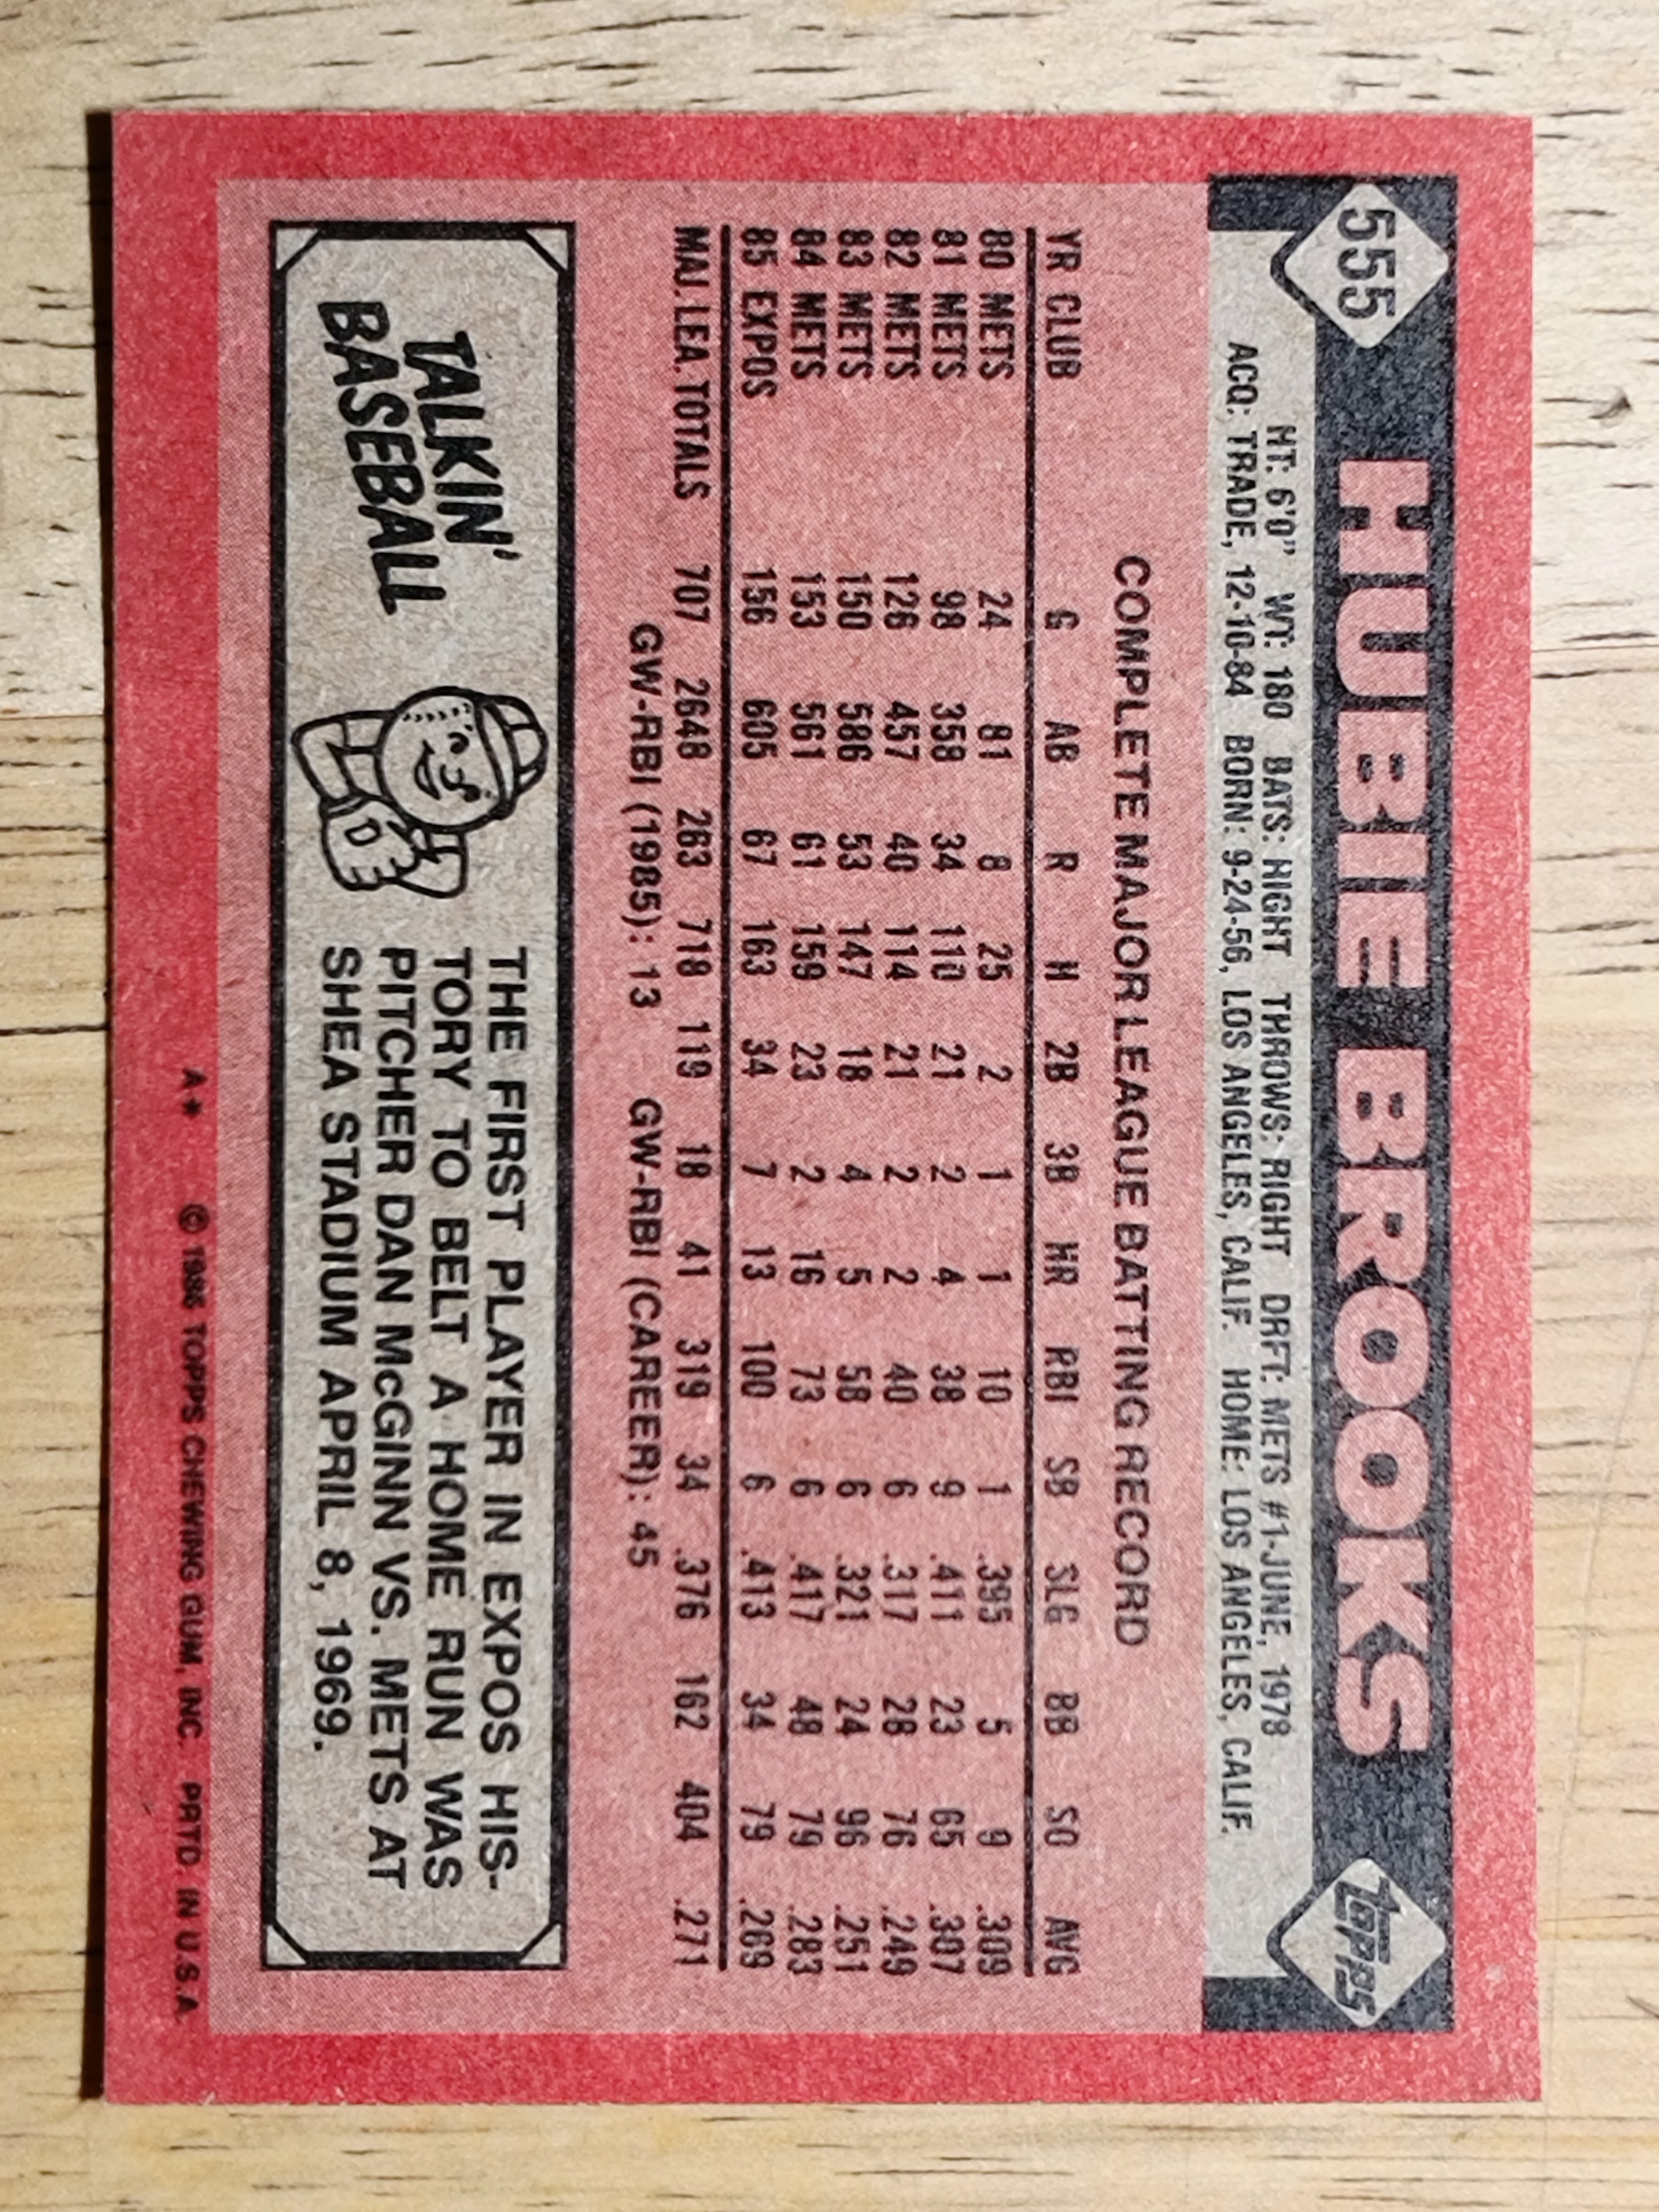 555 HUBIE BROOKS TOPPS
HT: 6'0" WT: 180 BATS: RIGHT THROWS: RIGHT DRFT: METS #1-JUNE, 1978
ACQ: TRADE, 12-10-84 BORN: 9-24-56, LOS ANGELES, CALIF. HOME: LOS ANGELES, CALIF.
COMPLETE MAJOR LEAGUE BATTING RECORD
YR CLUB G AB R H 2B 3B HR RBI SB SLG BB SO AVG
80 METS 24 81 8 25 2 1 1 10 1 .395 5 9 .309
81 METS 98 358 34 110 21 2 4 38 9 .411 23 65 .307
82 METS 126 457 40 114 21 2 2 40 6 .317 28 76 .249
83 METS 150 586 53 147 18 4 5 58 6 .321 24 96 .251
84 METS 153 561 61 159 23 2 16 73 6 .417 48 79 .283
85 EXPOS 156 605 67 163 34 7 13 100 6 .413 34 79 .269
MAJ. LEA. TOTALS 707 2648 263 718 119 18 41 319 34 .376 162 404 .271
GW-RBI (1985): 13 GW-RBI (CAREER): 45
TALKIN'
BASEBALL
THE FIRST PLAYER IN EXPOS HIS-
TORY TO BELT A HOME RUN WAS
PITCHER DAN McGINN VS. METS AT
SHEA STADIUM APRIL 8, 1969.
A* © 1986 TOPPS CHEWING GUM, INC. PRTD. IN U.S.A.